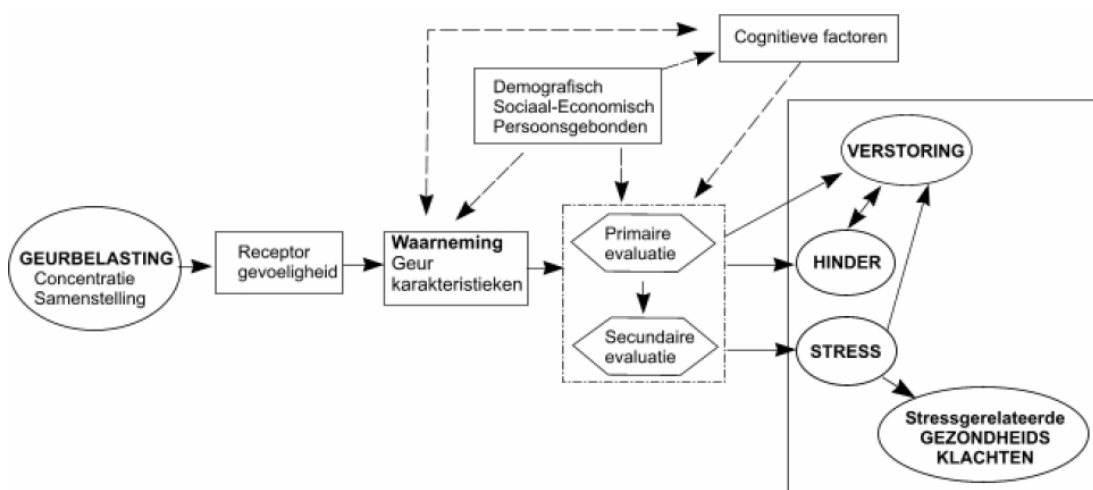 Cognitieve factoren
Demografisch
Sociaal-Economisch
Persoonsgebonden
VERSTORING
GEURBELASTING
Concentratie
Samenstelling
Receptor
gevoeligheid
Waarneming
Geur
karakteristieken
Primaire
evaluatie
HINDER
Secundaire
evaluatie
STRESS
Stressgerelateerde
GEZONDHEIDS
KLACHTEN